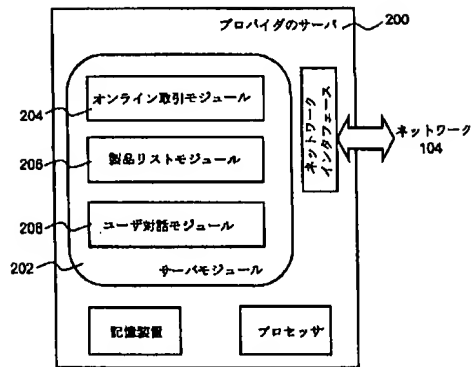 プロバイダのサーバ
200
オンライン取引モジュール
204
製品リストモジュール
206
ユーザ対話モジュール
208
サーバモジュール
202
ネットワーク
インタフェース
ネットワーク
104
記憶装置
プロセッサ